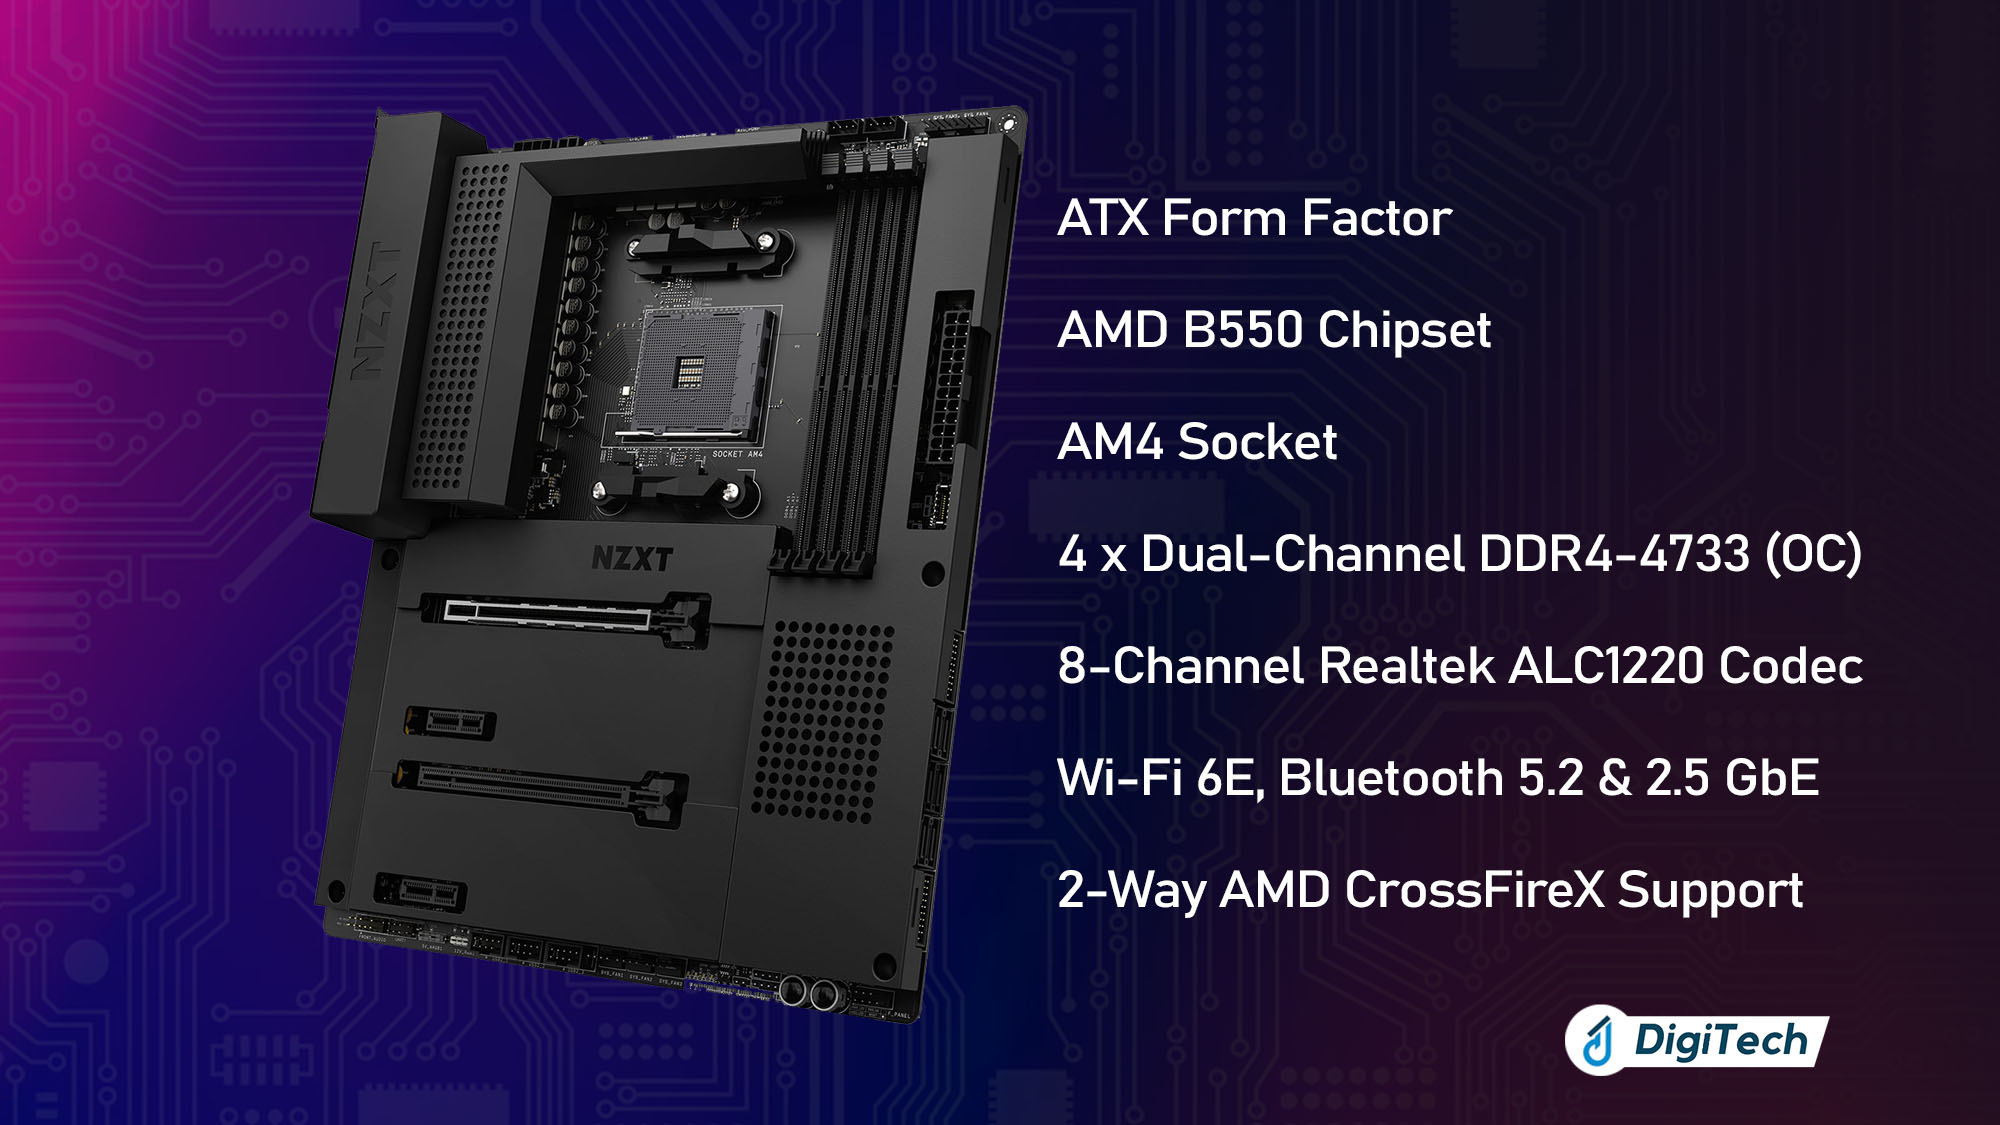 NZXT
SOCKET AM4
NZXT
ATX Form Factor
AMD B550 Chipset
AM4 Socket
4 x Dual-Channel DDR4-4733 (OC)
8-Channel Realtek ALC1220 Codec
Wi-Fi 6E, Bluetooth 5.2 & 2.5 GbE
2-Way AMD CrossFireX Support
DigiTech